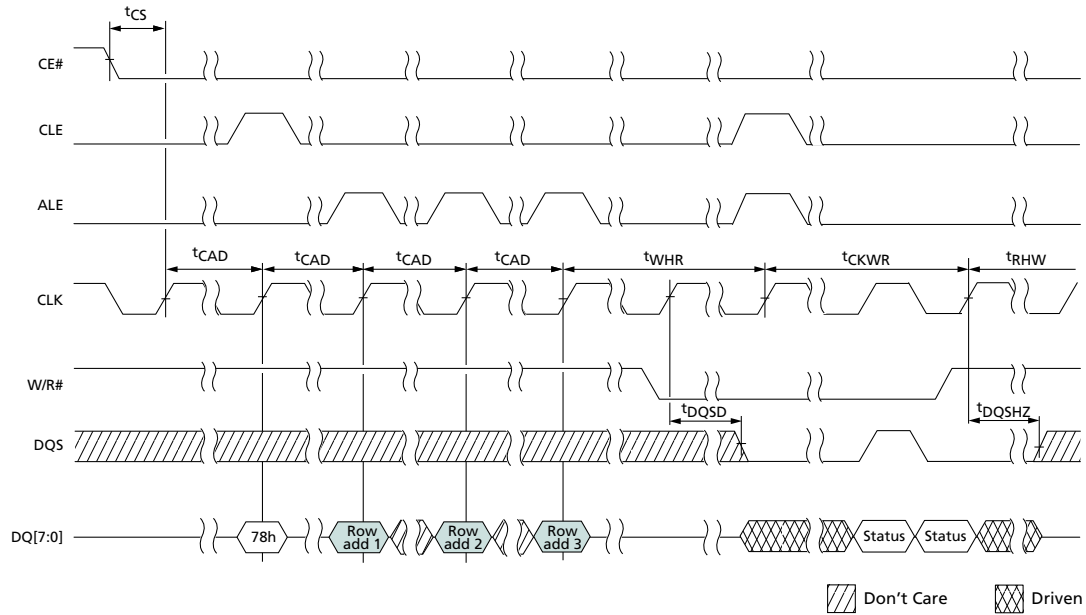 tCS
CE#
CLE
ALE
tCAD tCAD tCAD tCAD tWHR tCKWR tRHW
CLK
W/R#
tDQSD tDQSHZ
DQS
DQ[7:0] 78h Row add 1 Row add 2 Row add 3 Status Status
Don't Care Driven